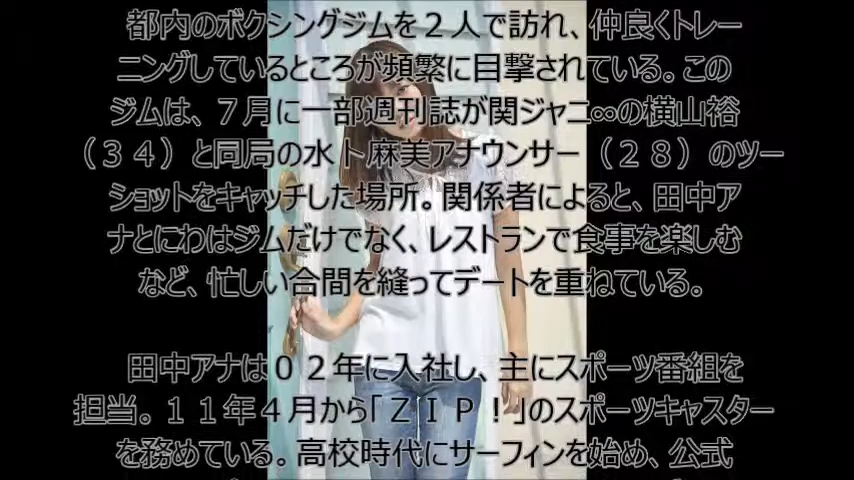 都内のボクシングジムを２人で訪れ、仲良くトレー
ニングしているところが頻繁に目撃されている。この
ジムは、７月に一部週刊誌が関ジャニ∞の横山裕
（３４）と同局の水卜麻美アナウンサー（２８）のツー
ショットをキャッチした場所。関係者によると、田中ア
ナとにわはジムだけでなく、レストランで食事を楽しむ
など、忙しい合間を縫ってデートを重ねている。
田中アナは０２年に入社し、主にスポーツ番組を
担当。１１年４月から「ＺＩＰ！」のスポーツキャスター
を務めている。高校時代にサーフィンを始め、公式